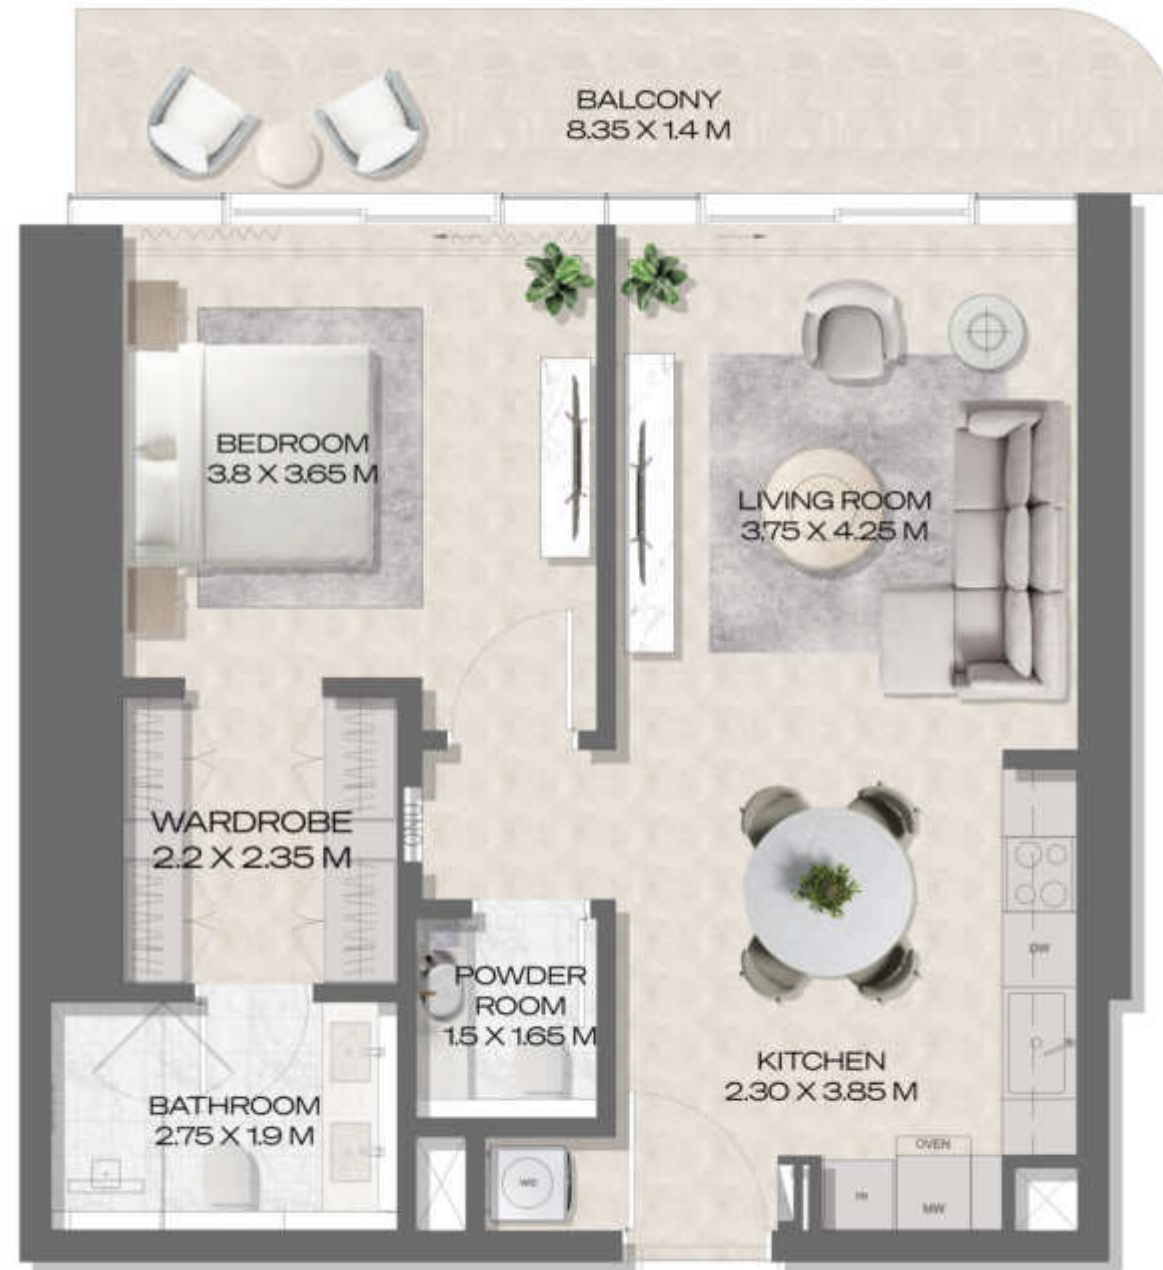 BALCONY
8.35 X 1.4 M
BEDROOM
3.8 X 3.65 M
LIVING ROOM
3.75 X 4.25 M
WARDROBE
2.2 X 2.35 M
ONU
DW
POWDER
ROOM
1.5 X 1.65 M
KITCHEN
2.30 X 3.85 M
BATHROOM
2.75 X 1.9 M
OVEN
MW